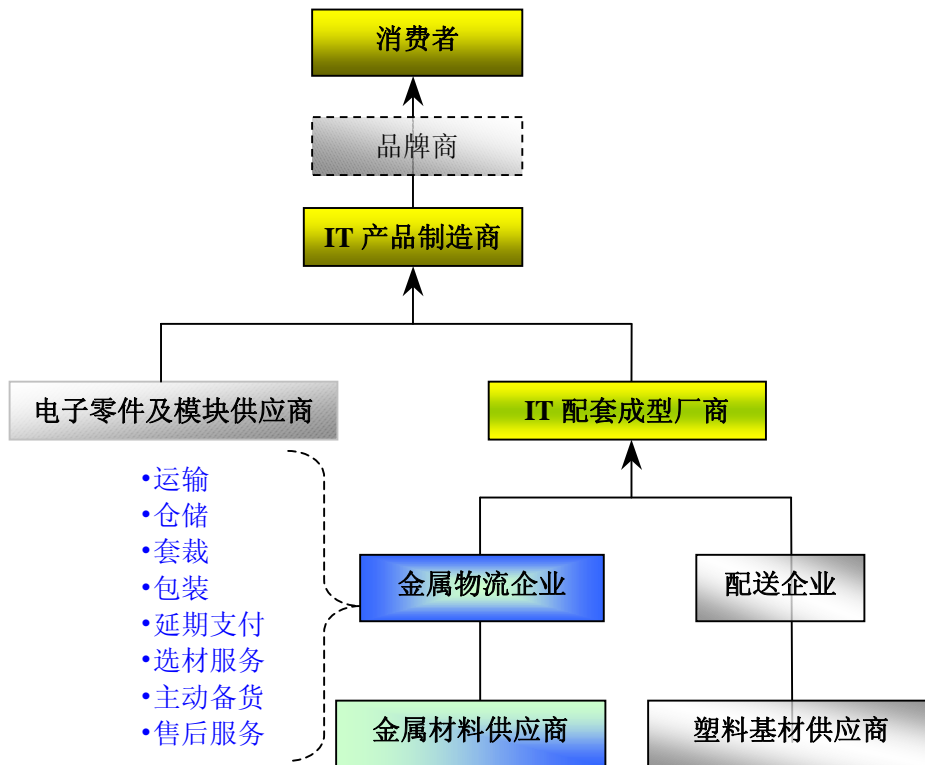 消费者
品牌商
IT 产品制造商
电子零件及模块供应商
IT 配套成型厂商
•运输
•仓储
•套裁
•包装
•延期支付
•选材服务
•主动备货
•售后服务
金属物流企业
配送企业
金属材料供应商
塑料基材供应商